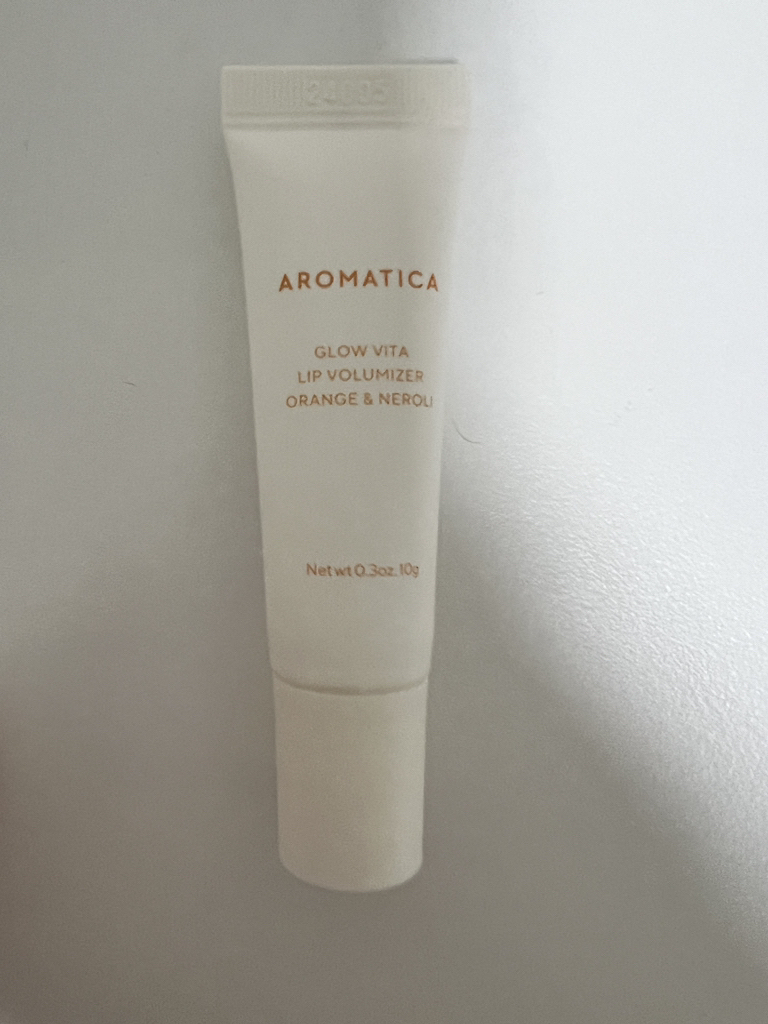 AROMATICA
GLOW VITA
LIP VOLUMIZER
ORANGE & NEROLI
Net wt 0.3oz. 10g